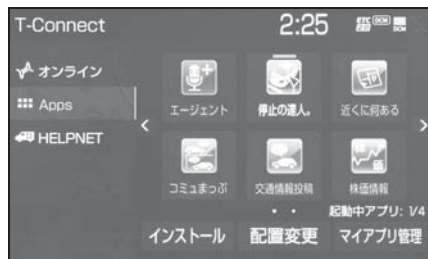 T-Connect 2:25
オンライン
Apps
HELPNET
エージェント 停止の達人。 近くに何ある
コミュまっぷ 交通情報投稿 株価情報
起動中アプリ: 1/4
インストール 配置変更 マイアプリ管理